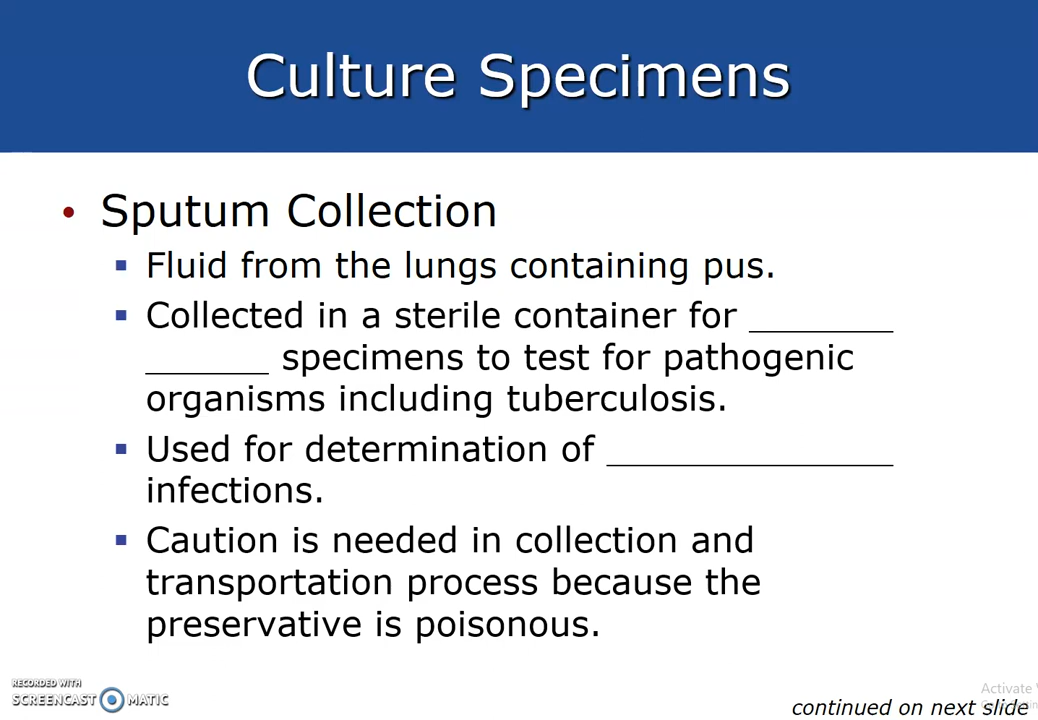 Culture Specimens
• Sputum Collection
▪ Fluid from the lungs containing pus.
▪ Collected in a sterile container for _______
______ specimens to test for pathogenic
organisms including tuberculosis.
▪ Used for determination of ______________
infections.
▪ Caution is needed in collection and
transportation process because the
preservative is poisonous.
RECORDED WITH
SCREENCAST MATIC
Activate
continued on next slide